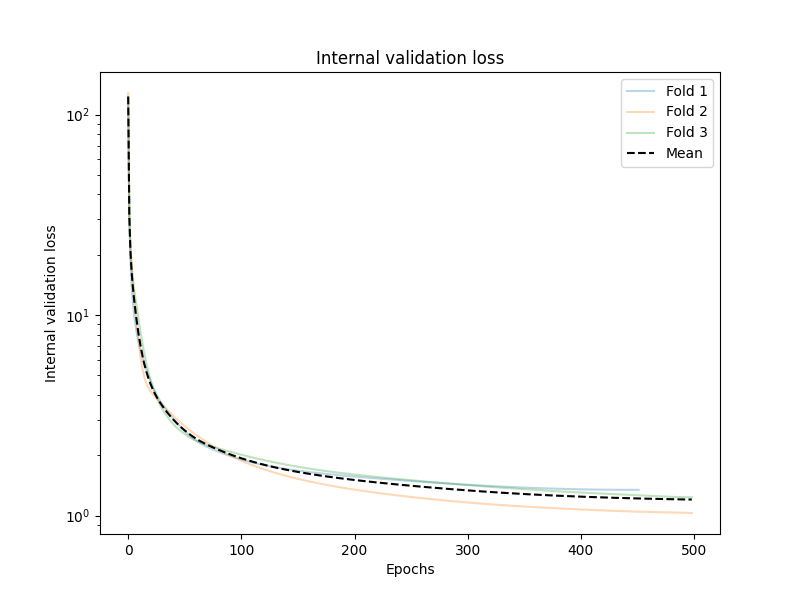 Internal validation loss
Fold 1
Fold 2
Fold 3
Mean
Internal validation loss
10²
10¹
10⁰
0
100
200
300
400
500
Epochs